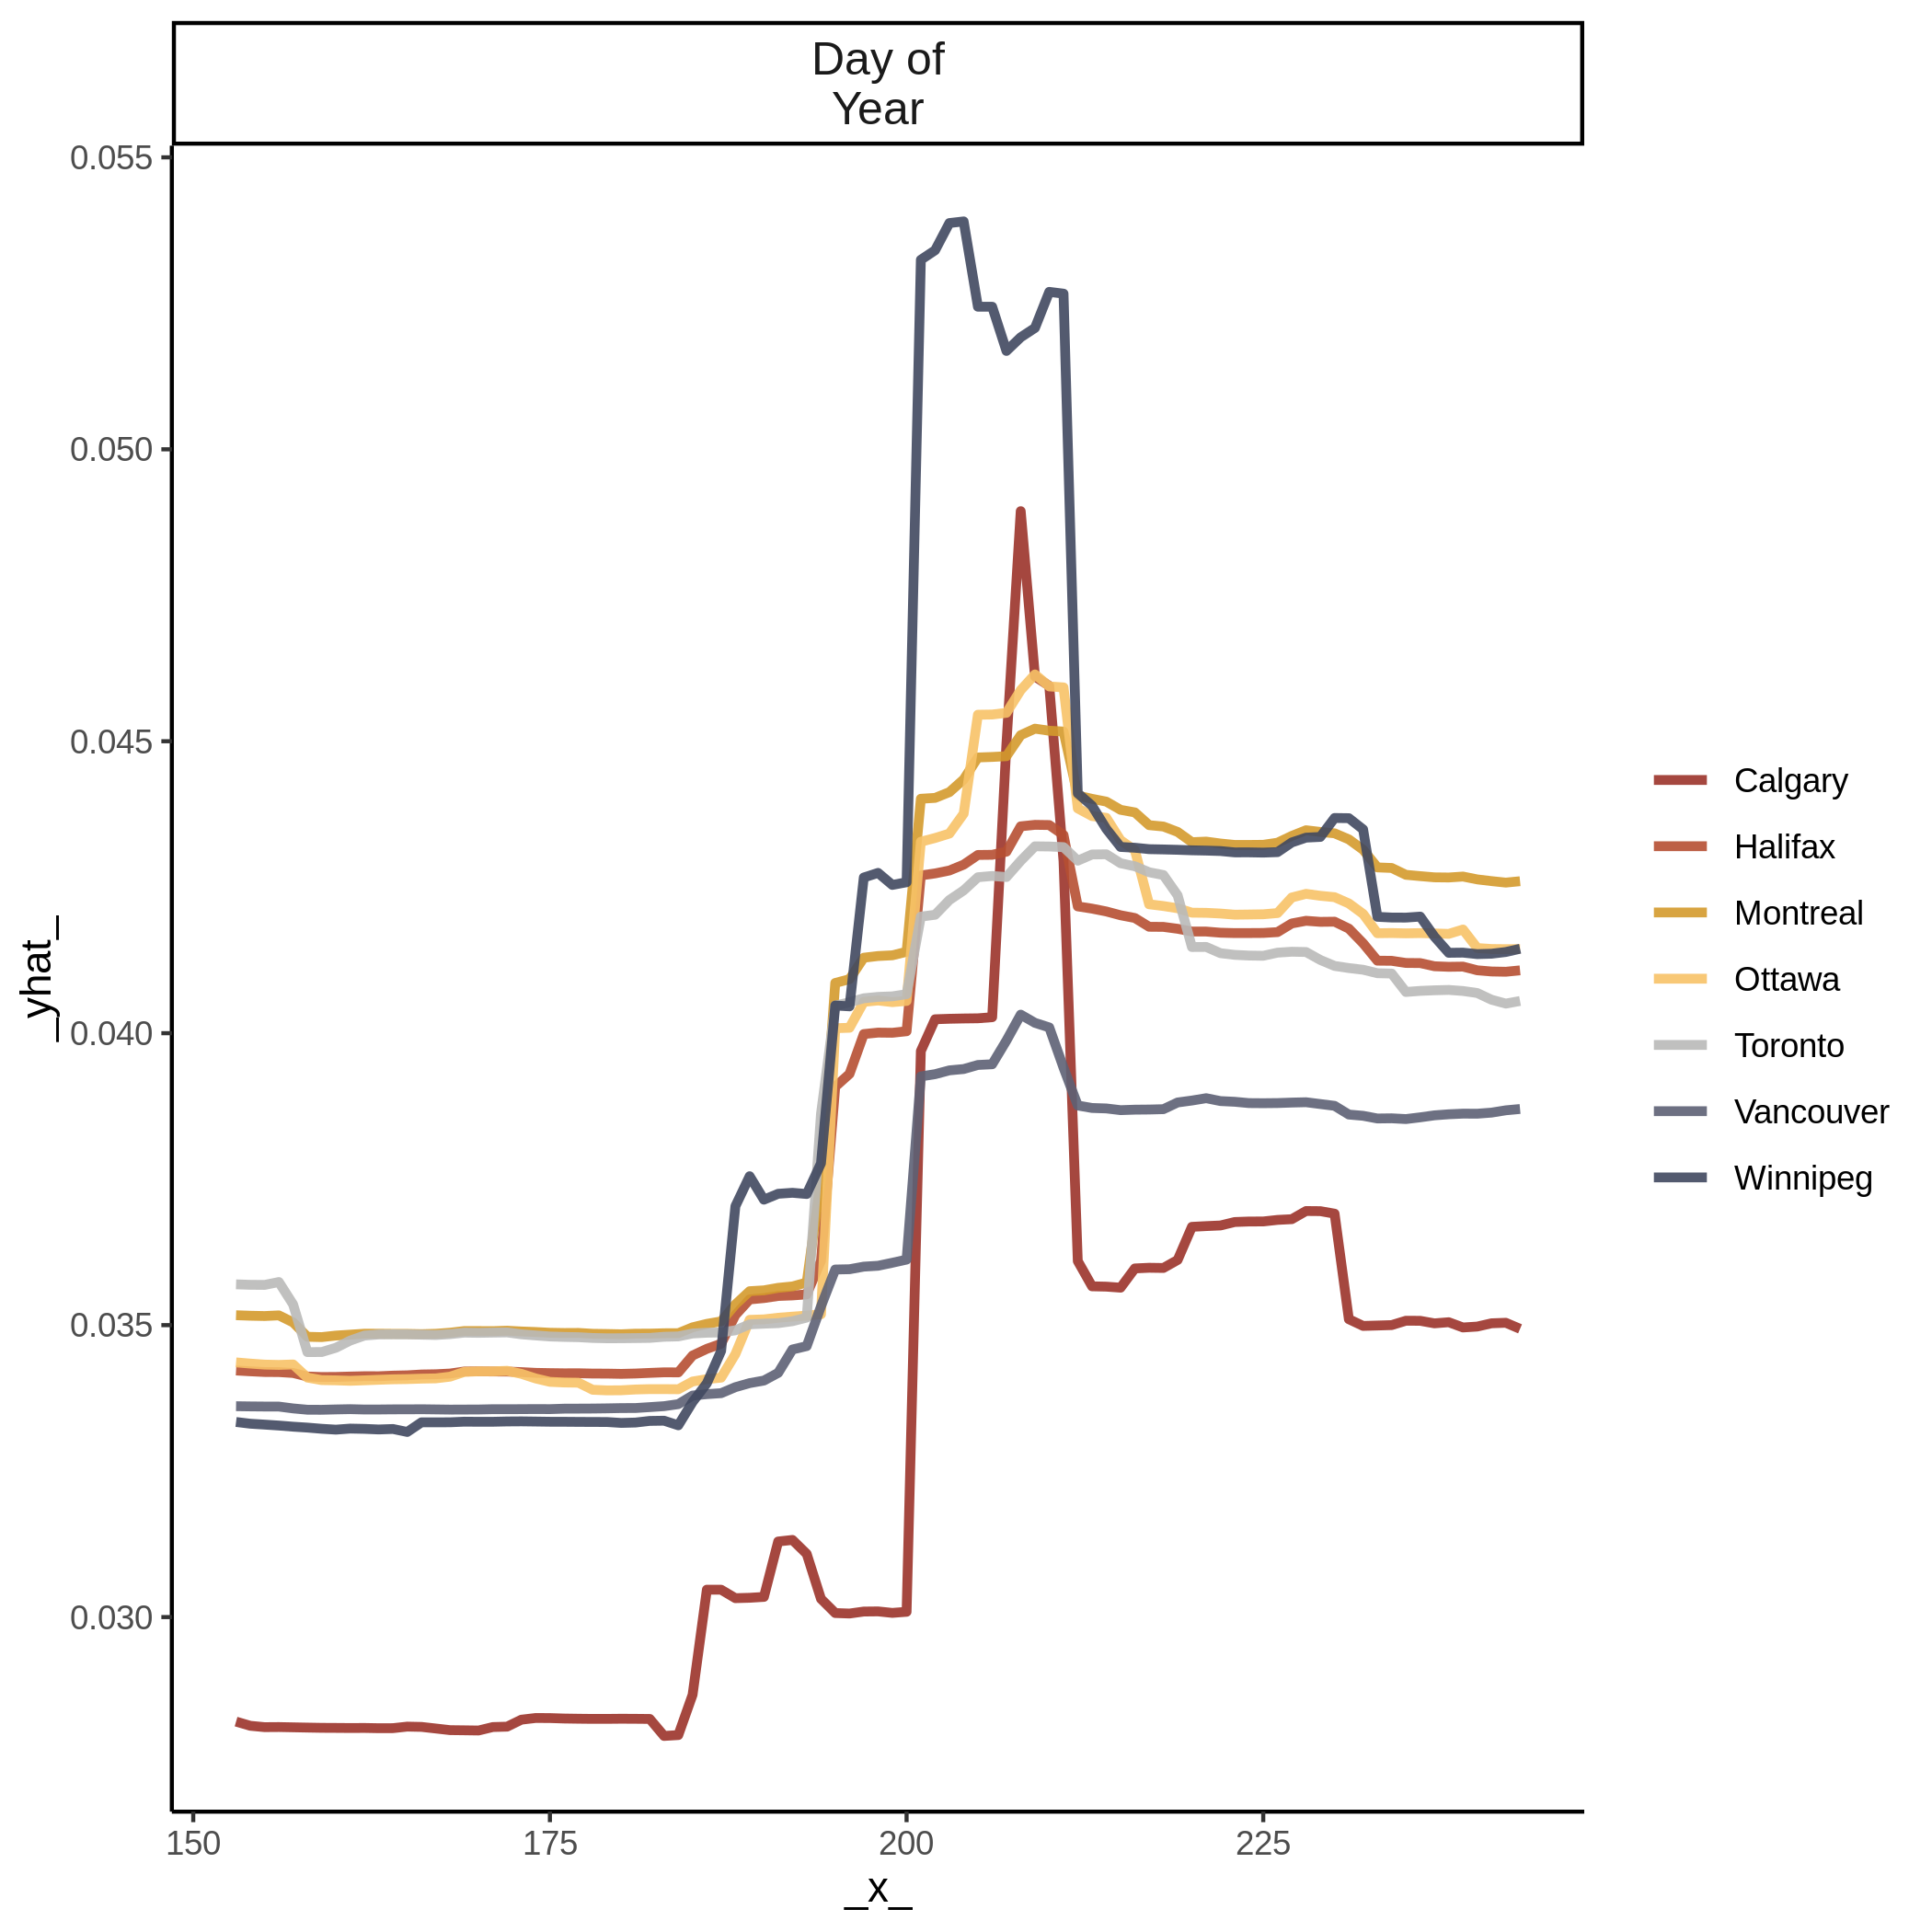 Day of
Year
0.055
0.050
0.045
0.040
0.035
0.030
_yhat_
150 175 200 225
_x_
Calgary
Halifax
Montreal
Ottawa
Toronto
Vancouver
Winnipeg